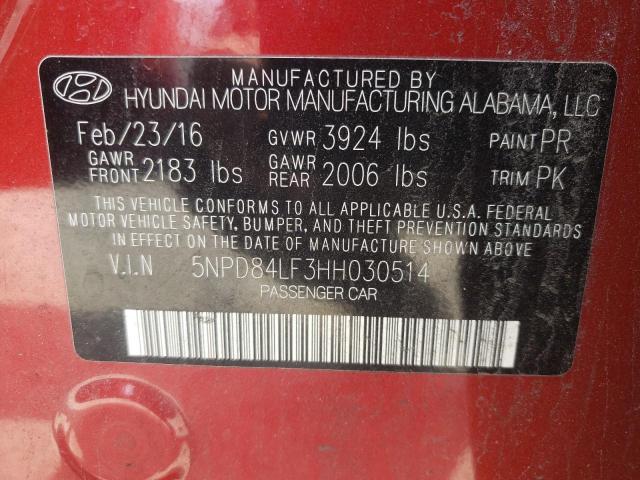 MANUFACTURED BY
HYUNDAI MOTOR MANUFACTURING ALABAMA, LLC
Feb/23/16 GVWR 3924 lbs PAINT PR
GAWR FRONT 2183 lbs GAWR REAR 2006 lbs TRIM PK
THIS VEHICLE CONFORMS TO ALL APPLICABLE U.S.A. FEDERAL
MOTOR VEHICLE SAFETY, BUMPER, AND THEFT PREVENTION STANDARDS
IN EFFECT ON THE DATE OF MANUFACTURE SHOWN ABOVE
V.I.N 5NPD84LF3HH030514
PASSENGER CAR